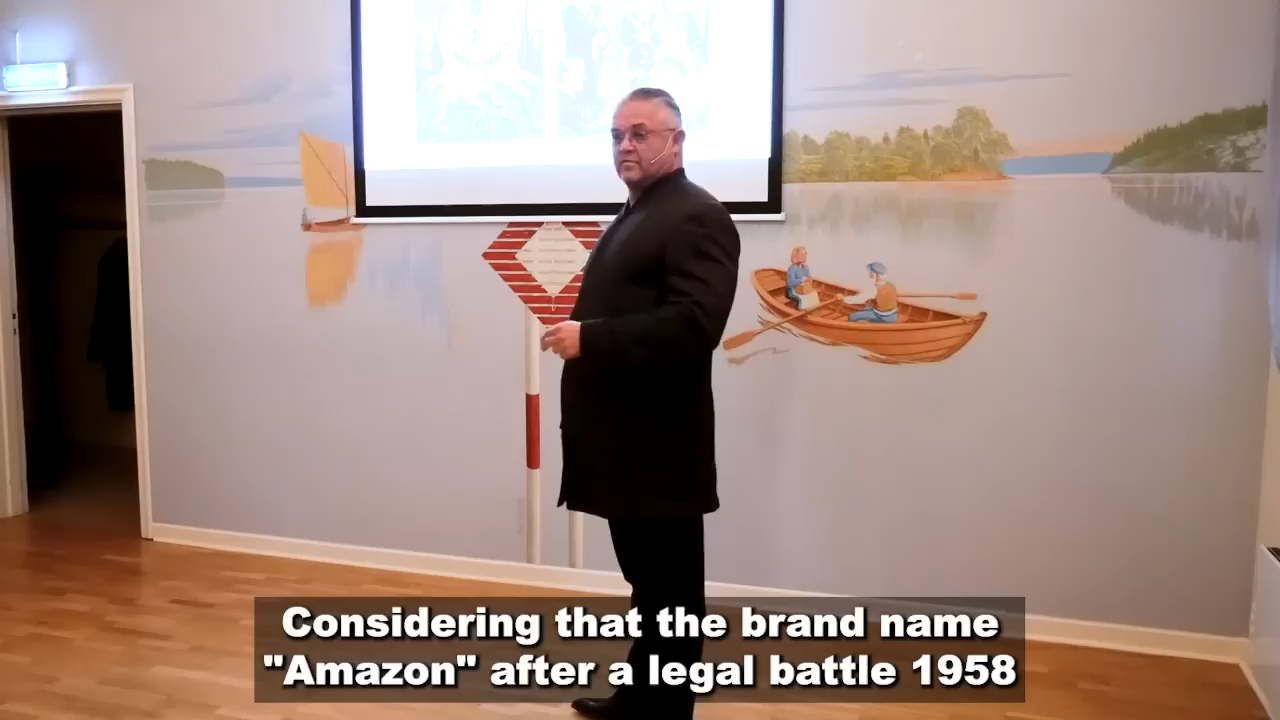 Considering that the brand name
"Amazon" after a legal battle 1958